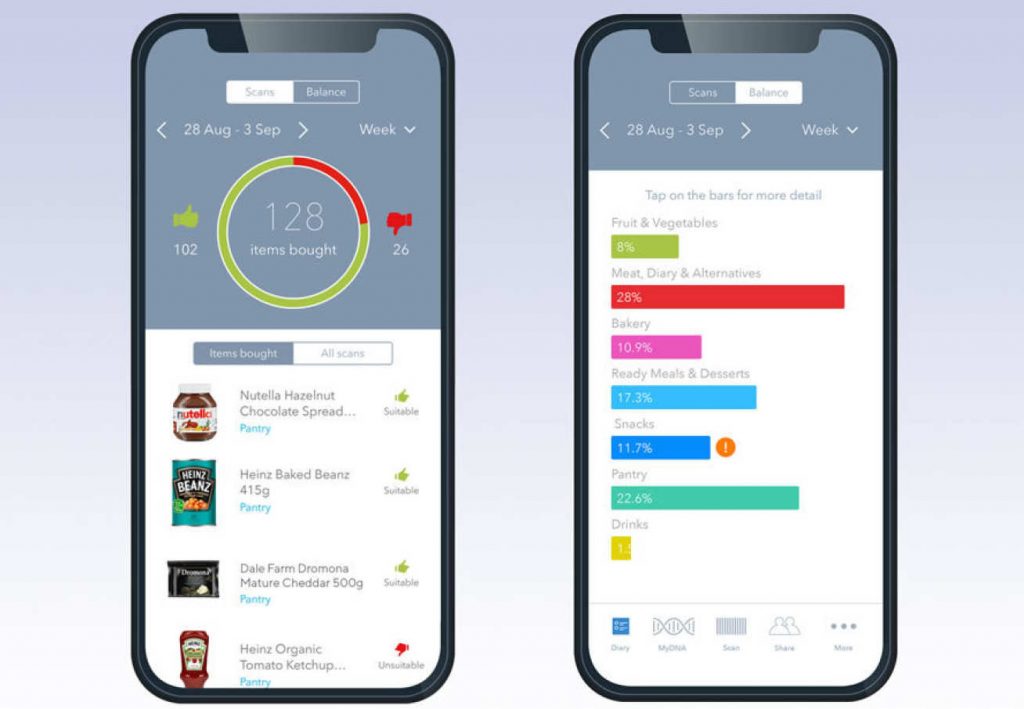 Scans
Balance
28 Aug - 3 Sep
Week
128
items bought
102
26
Items bought
All scans
nutella
Nutella Hazelnut
Chocolate Spread...
Pantry
Suitable
HEINZ
BEANZ
Heinz Baked Beanz
415g
Pantry
Suitable
Dromona
Dale Farm Dromona
Mature Cheddar 500g
Pantry
Suitable
HEINZ
Heinz Organic
Tomato Ketchup...
Pantry
Unsuitable
Scans
Balance
28 Aug - 3 Sep
Week
Tap on the bars for more detail
Fruit & Vegetables
8%
Meat, Diary & Alternatives
28%
Bakery
10.9%
Ready Meals & Desserts
17.3%
Snacks
11.7%
!
Pantry
22.6%
Drinks
1.5
Diary
MyDNA
Scan
Share
More